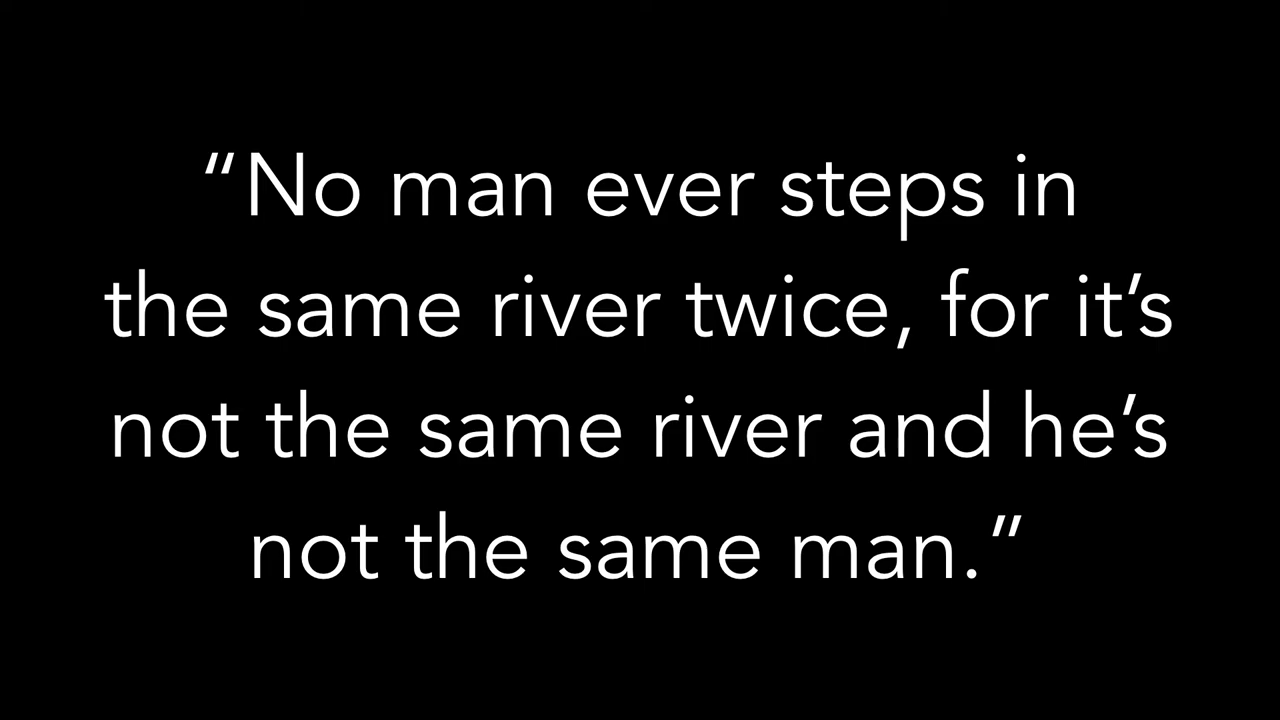 “No man ever steps in
the same river twice, for it’s
not the same river and he’s
not the same man.”